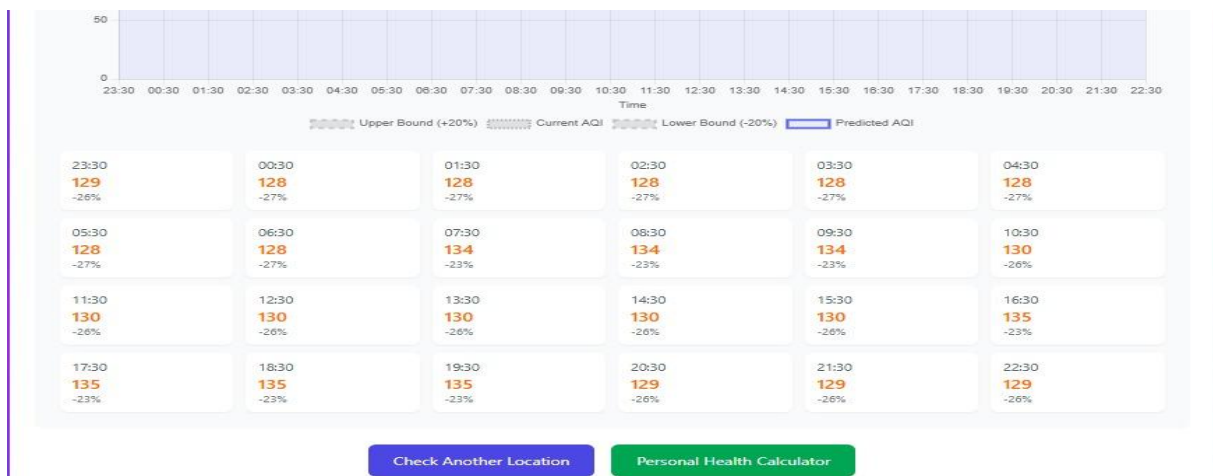 50
0
23:30 00:30 01:30 02:30 03:30 04:30 05:30 06:30 07:30 08:30 09:30 10:30 11:30 12:30 13:30 14:30 15:30 16:30 17:30 18:30 19:30 20:30 21:30 22:30
Time
Upper Bound (+20%) Current AQI Lower Bound (-20%) Predicted AQI
23:30 00:30 01:30 02:30 03:30 04:30
129 128 128 128 128 128
-26% -27% -27% -27% -27% -27%
05:30 06:30 07:30 08:30 09:30 10:30
128 128 134 134 134 130
-27% -27% -23% -23% -23% -26%
11:30 12:30 13:30 14:30 15:30 16:30
130 130 130 130 130 135
-26% -26% -26% -26% -26% -23%
17:30 18:30 19:30 20:30 21:30 22:30
135 135 135 129 129 129
-23% -23% -23% -26% -26% -26%
Check Another Location Personal Health Calculator